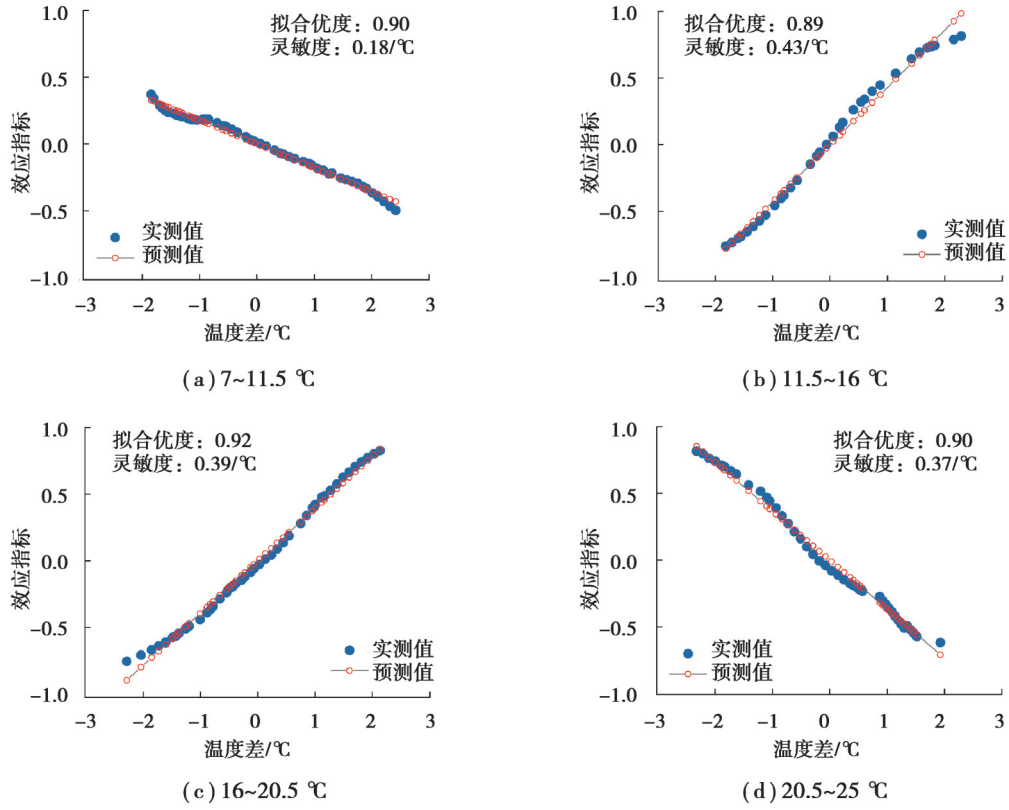 1.0
0.5
0.0
−0.5
−1.0
效应指标
拟合优度：0.90
灵敏度：0.18/℃
实测值
预测值
−3 −2 −1 0 1 2 3
温度差/℃
(a) 7~11.5 ℃
1.0
0.5
0.0
−0.5
−1.0
效应指标
拟合优度：0.89
灵敏度：0.43/℃
实测值
预测值
−3 −2 −1 0 1 2 3
温度差/℃
(b) 11.5~16 ℃
1.0
0.5
0.0
−0.5
−1.0
效应指标
拟合优度：0.92
灵敏度：0.39/℃
实测值
预测值
−3 −2 −1 0 1 2 3
温度差/℃
(c) 16~20.5 ℃
1.0
0.5
0.0
−0.5
−1.0
效应指标
拟合优度：0.90
灵敏度：0.37/℃
实测值
预测值
−3 −2 −1 0 1 2 3
温度差/℃
(d) 20.5~25 ℃